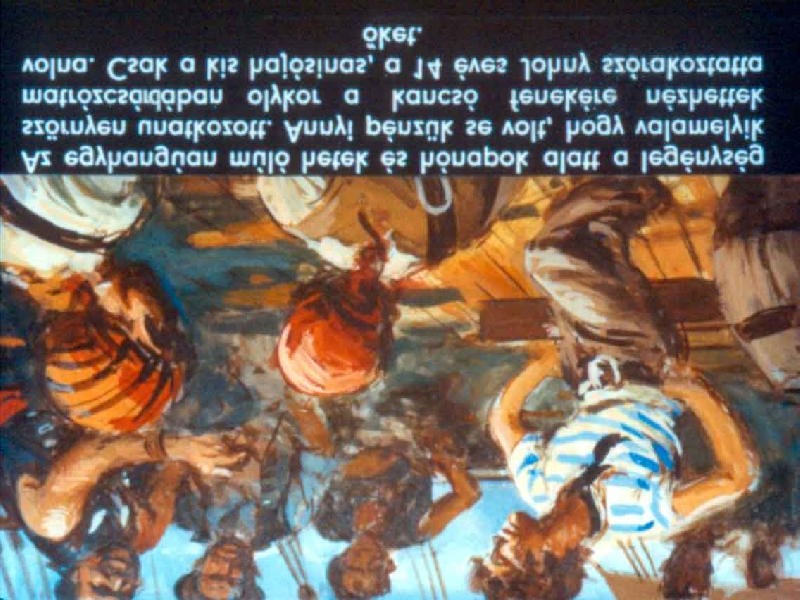 Az egyhangúan múló hetek és hónapok alatt a legénység
szörnyen unatkozott. Annyi pénzük se volt, hogy valamelyik
matrózcsárdában olykor a kancsó fenekére nézhettek
volna. Csak a kis hajósinas, a 14 éves Johny szórakoztatta
őket.